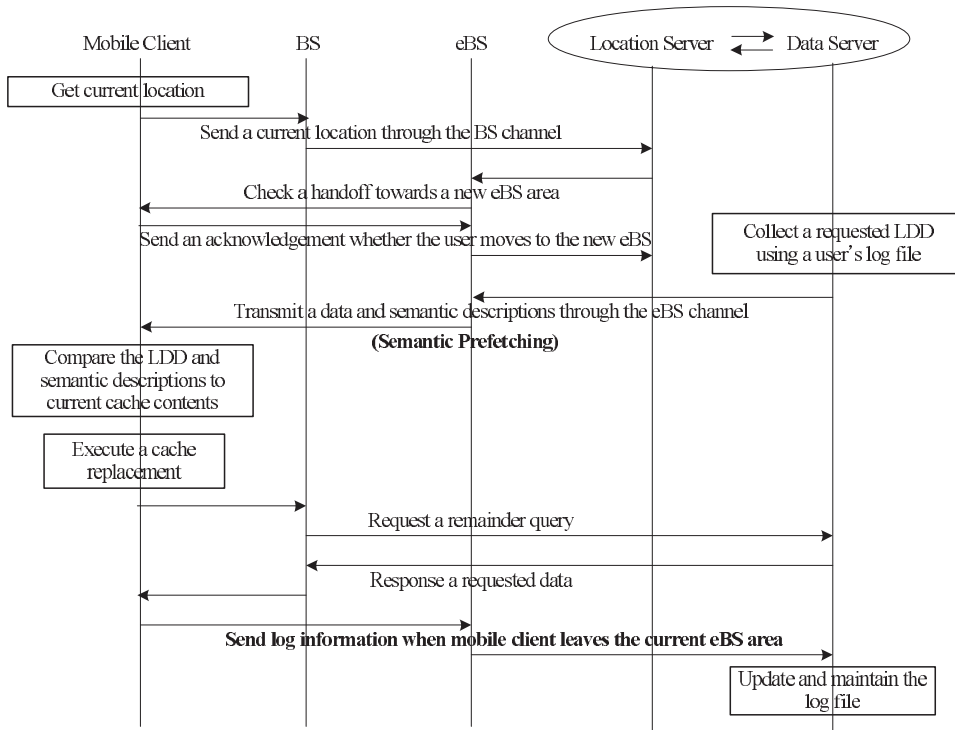 Mobile Client
BS
eBS
Location Server
Data Server
Get current location
Send a current location through the BS channel
Check a handoff towards a new eBS area
Send an acknowledgement whether the user moves to the new eBS
Collect a requested LDD
using a user's log file
Transmit a data and semantic descriptions through the eBS channel
(Semantic Prefetching)
Compare the LDD and
semantic descriptions to
current cache contents
Execute a cache
replacement
Request a remainder query
Response a requested data
Send log information when mobile client leaves the current eBS area
Update and maintain the
log file